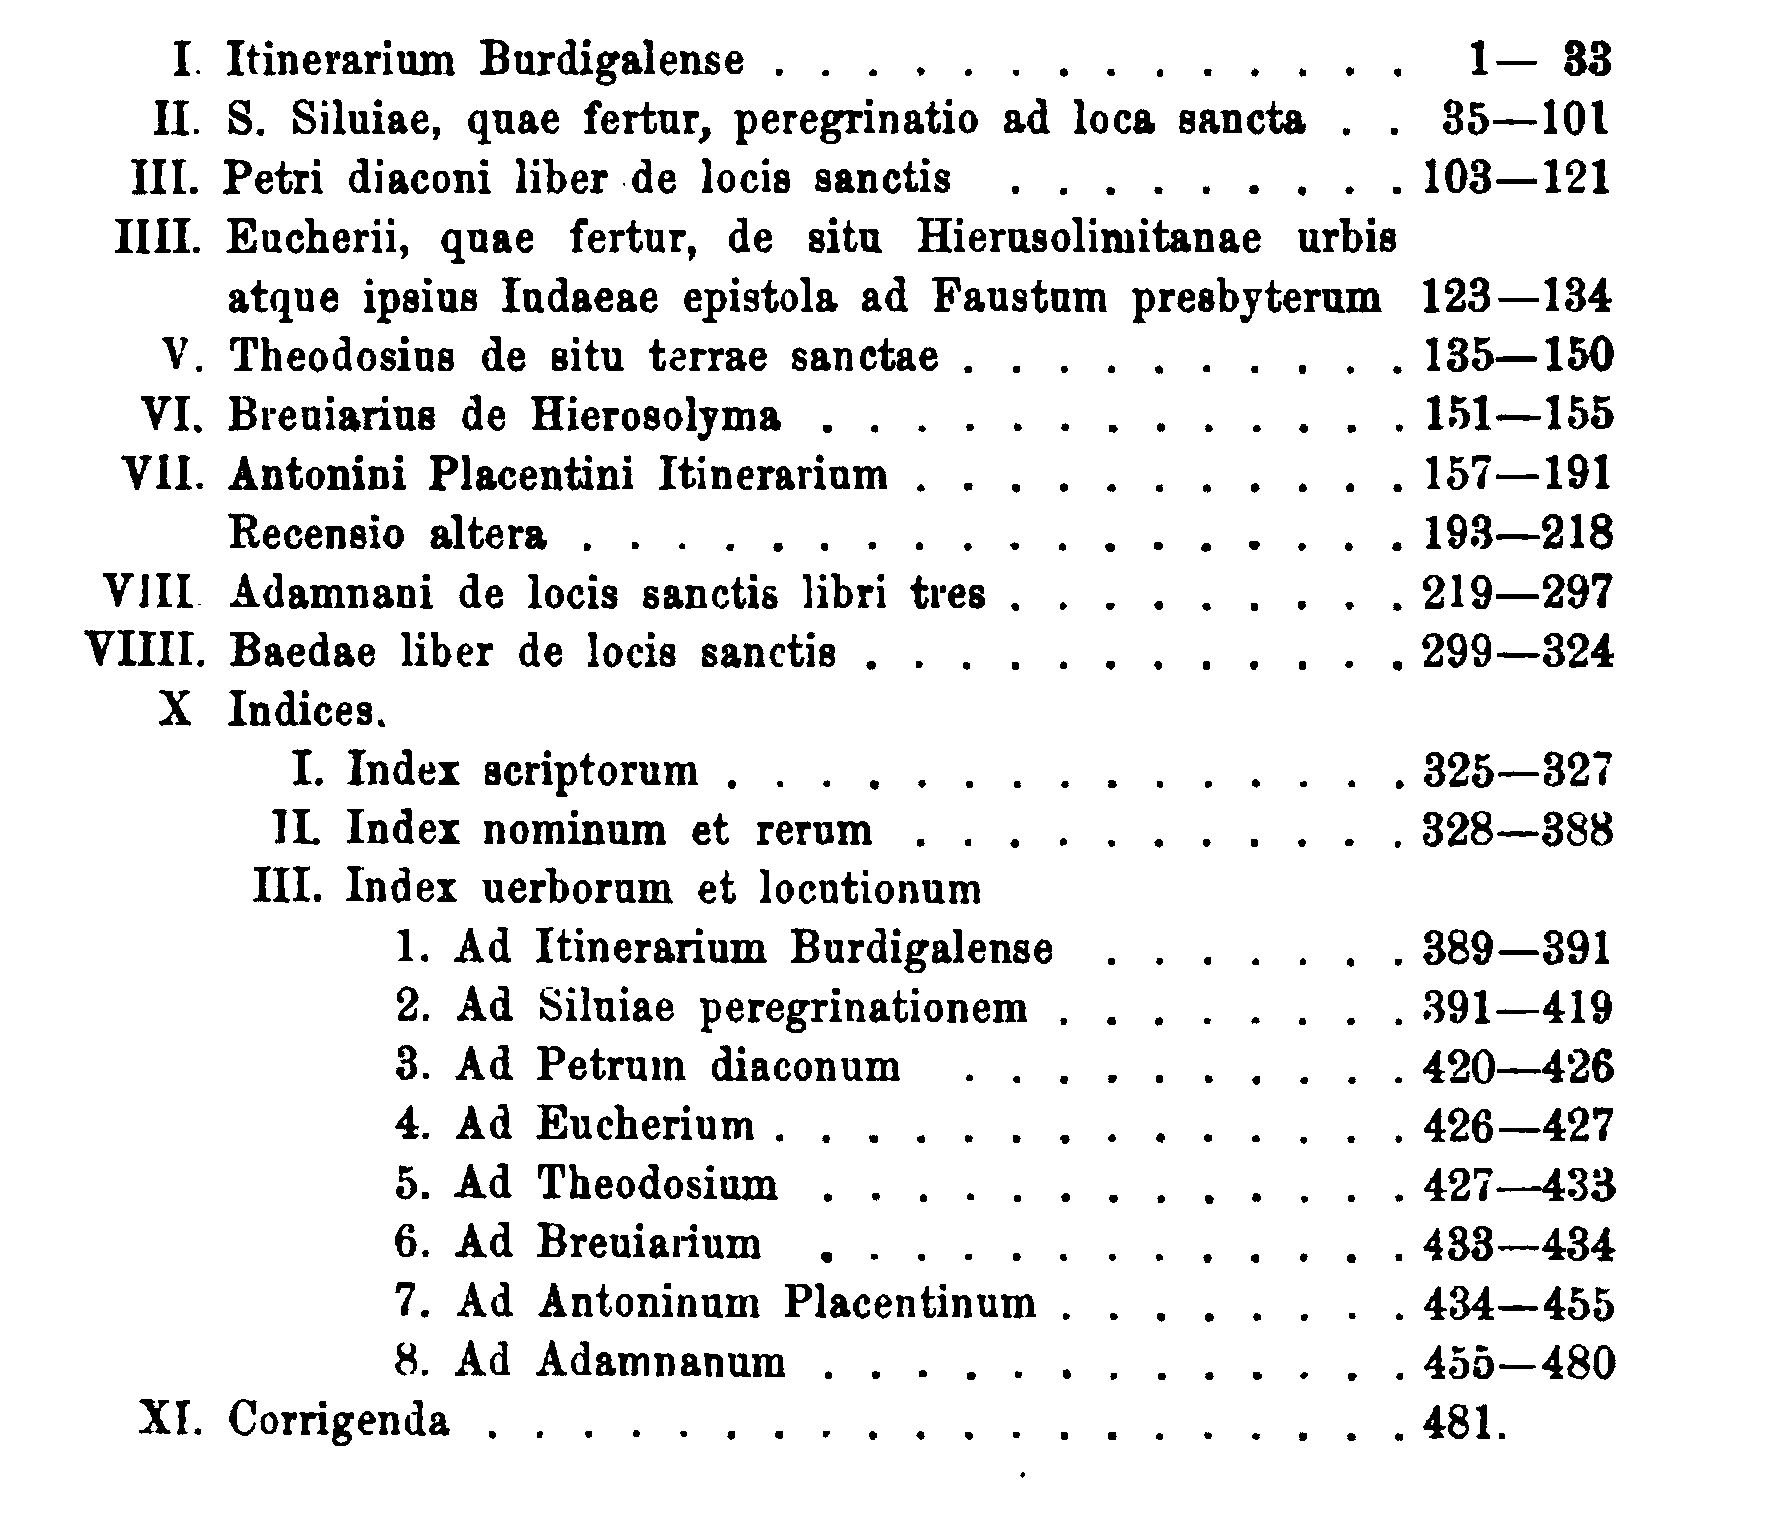 I. Itinerarium Burdigalense . . . . . . . . . . . . . . 1— 33
II. S. Siluiae, quae fertur, peregrinatio ad loca sancta . . 35—101
III. Petri diaconi liber de locis sanctis . . . . . . . . . 103—121
IIII. Eucherii, quae fertur, de situ Hierusolimitanae urbis
atque ipsius Iudaeae epistola ad Faustum presbyterum 123—134
V. Theodosius de situ terrae sanctae . . . . . . . . . . 135—150
VI. Breuiarius de Hierosolyma . . . . . . . . . . . . . 151—155
VII. Antonini Placentini Itinerarium . . . . . . . . . . . 157—191
Recensio altera . . . . . . . . . . . . . . . . . . 193—218
VIII. Adamnani de locis sanctis libri tres . . . . . . . . . 219—297
VIIII. Baedae liber de locis sanctis . . . . . . . . . . . . 299—324
X Indices.
I. Index scriptorum . . . . . . . . . . . . . . . 325—327
II. Index nominum et rerum . . . . . . . . . . . 328—388
III. Index uerborum et locutionum
1. Ad Itinerarium Burdigalense . . . . . . . 389—391
2. Ad Siluiae peregrinationem . . . . . . . . 391—419
3. Ad Petrum diaconum . . . . . . . . . . 420—426
4. Ad Eucherium . . . . . . . . . . . . . . 426—427
5. Ad Theodosium . . . . . . . . . . . . . 427—433
6. Ad Breuiarium . . . . . . . . . . . . . 433—434
7. Ad Antoninum Placentinum . . . . . . . . 434—455
8. Ad Adamnanum . . . . . . . . . . . . . 455—480
XI. Corrigenda . . . . . . . . . . . . . . . . . . . . 481.